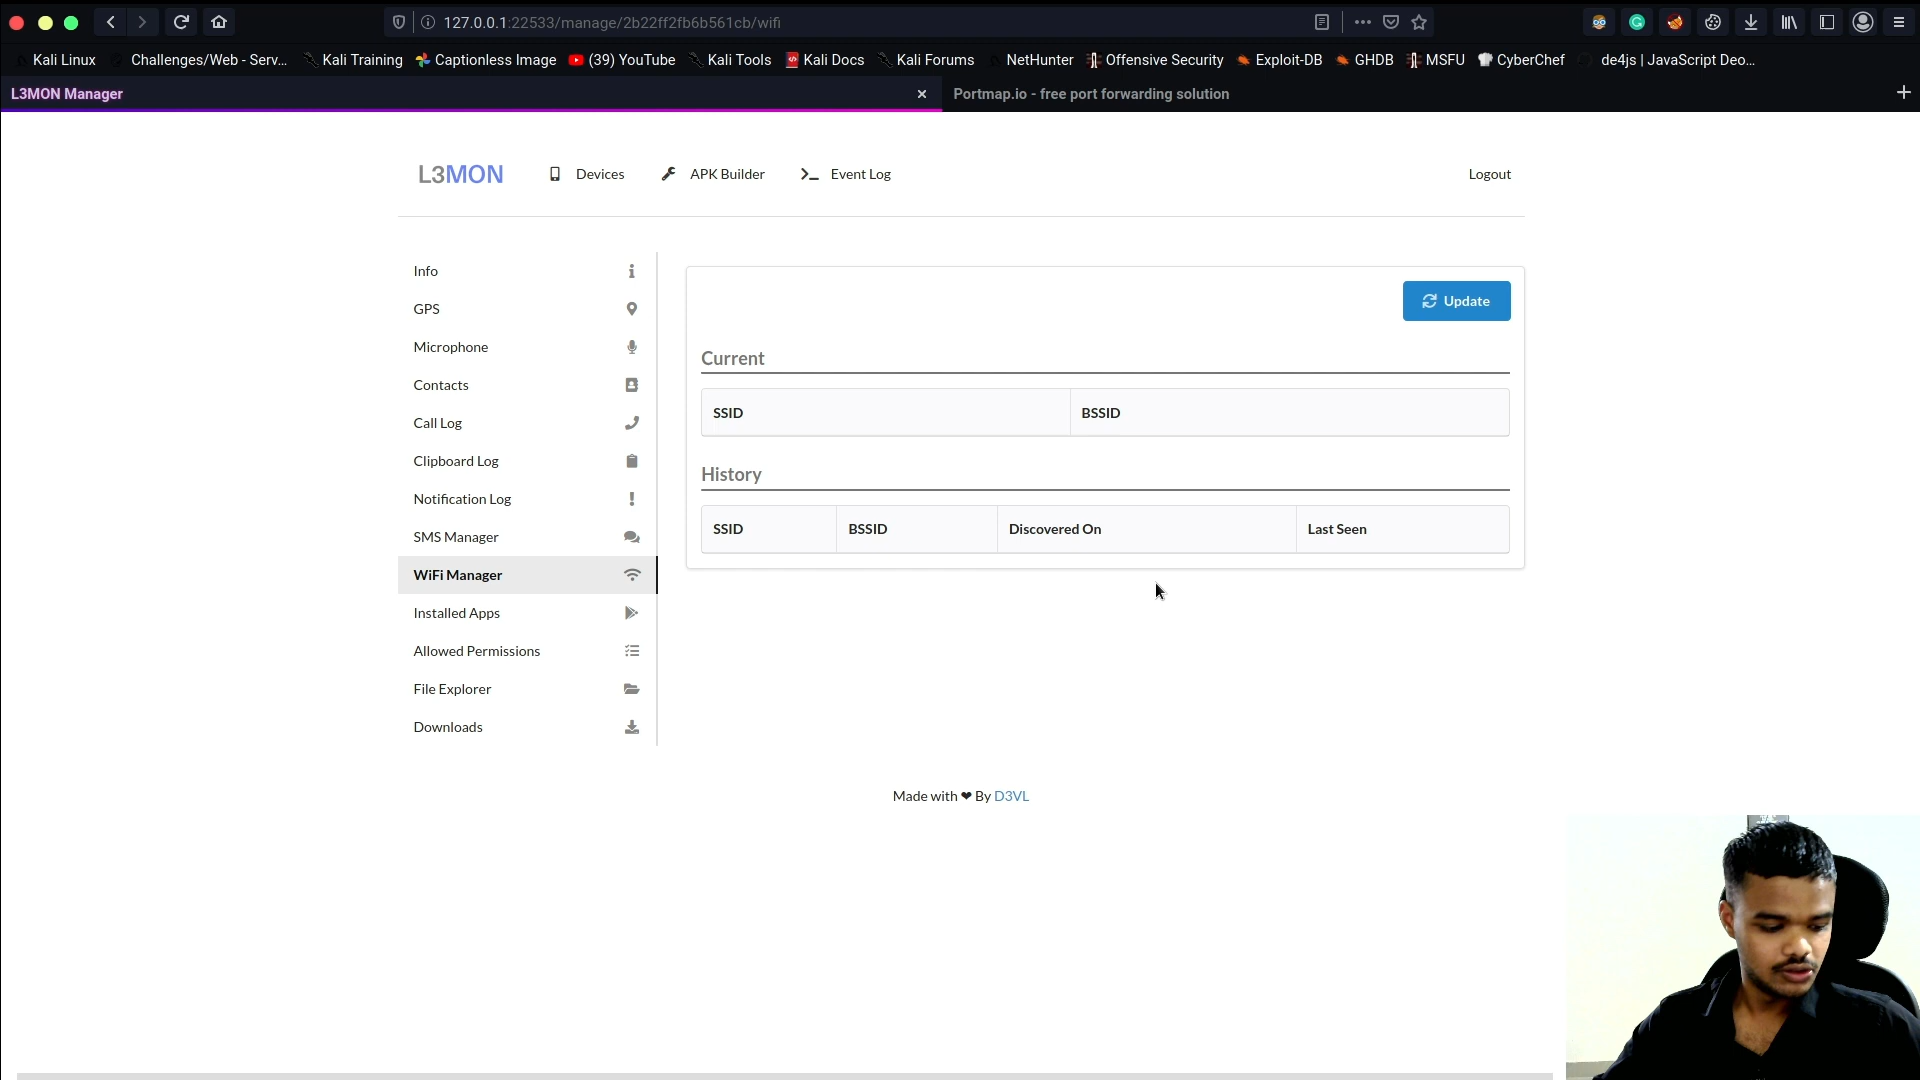 127.0.0.1:22533/manage/2b22ff2fb6b561cb/wifi
Kali Linux Challenges/Web - Serv... Kali Training Captionless Image (39) YouTube Kali Tools Kali Docs Kali Forums NetHunter Offensive Security Exploit-DB GHDB MSFU CyberChef de4js | JavaScript Deo...
L3MON Manager Portmap.io - free port forwarding solution
L3MON Devices APK Builder Event Log Logout
Info
GPS
Microphone
Contacts
Call Log
Clipboard Log
Notification Log
SMS Manager
WiFi Manager
Installed Apps
Allowed Permissions
File Explorer
Downloads
Update
Current
SSID BSSID
History
SSID BSSID Discovered On Last Seen
Made with ❤ By D3VL